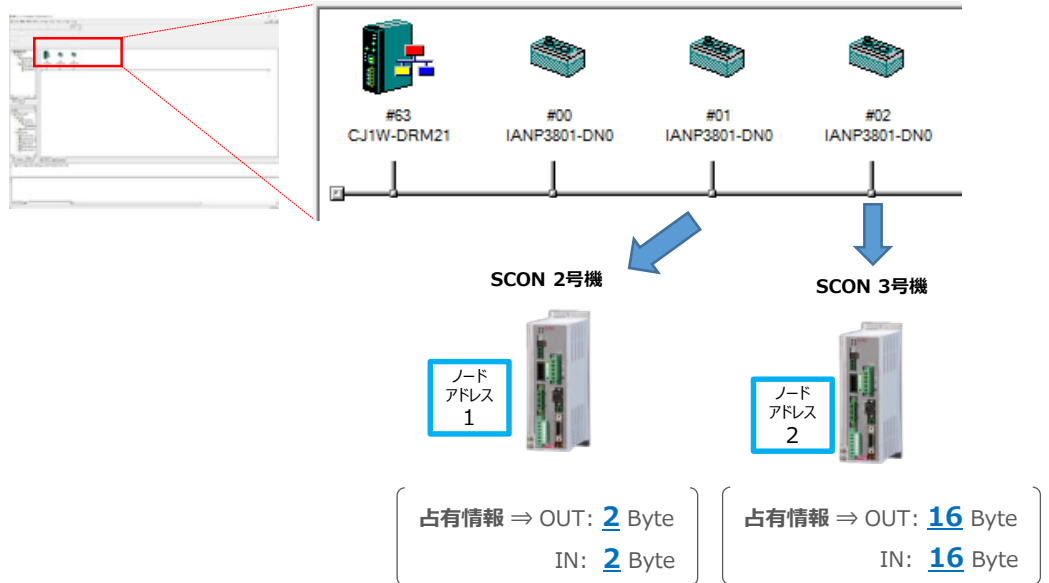 #63
CJ1W-DRM21
#00
IANP3801-DN0
#01
IANP3801-DN0
#02
IANP3801-DN0
SCON 2号機
SCON 3号機
ノード
アドレス
1
ノード
アドレス
2
占有情報 ⇒ OUT: 2 Byte
IN: 2 Byte
占有情報 ⇒ OUT: 16 Byte
IN: 16 Byte